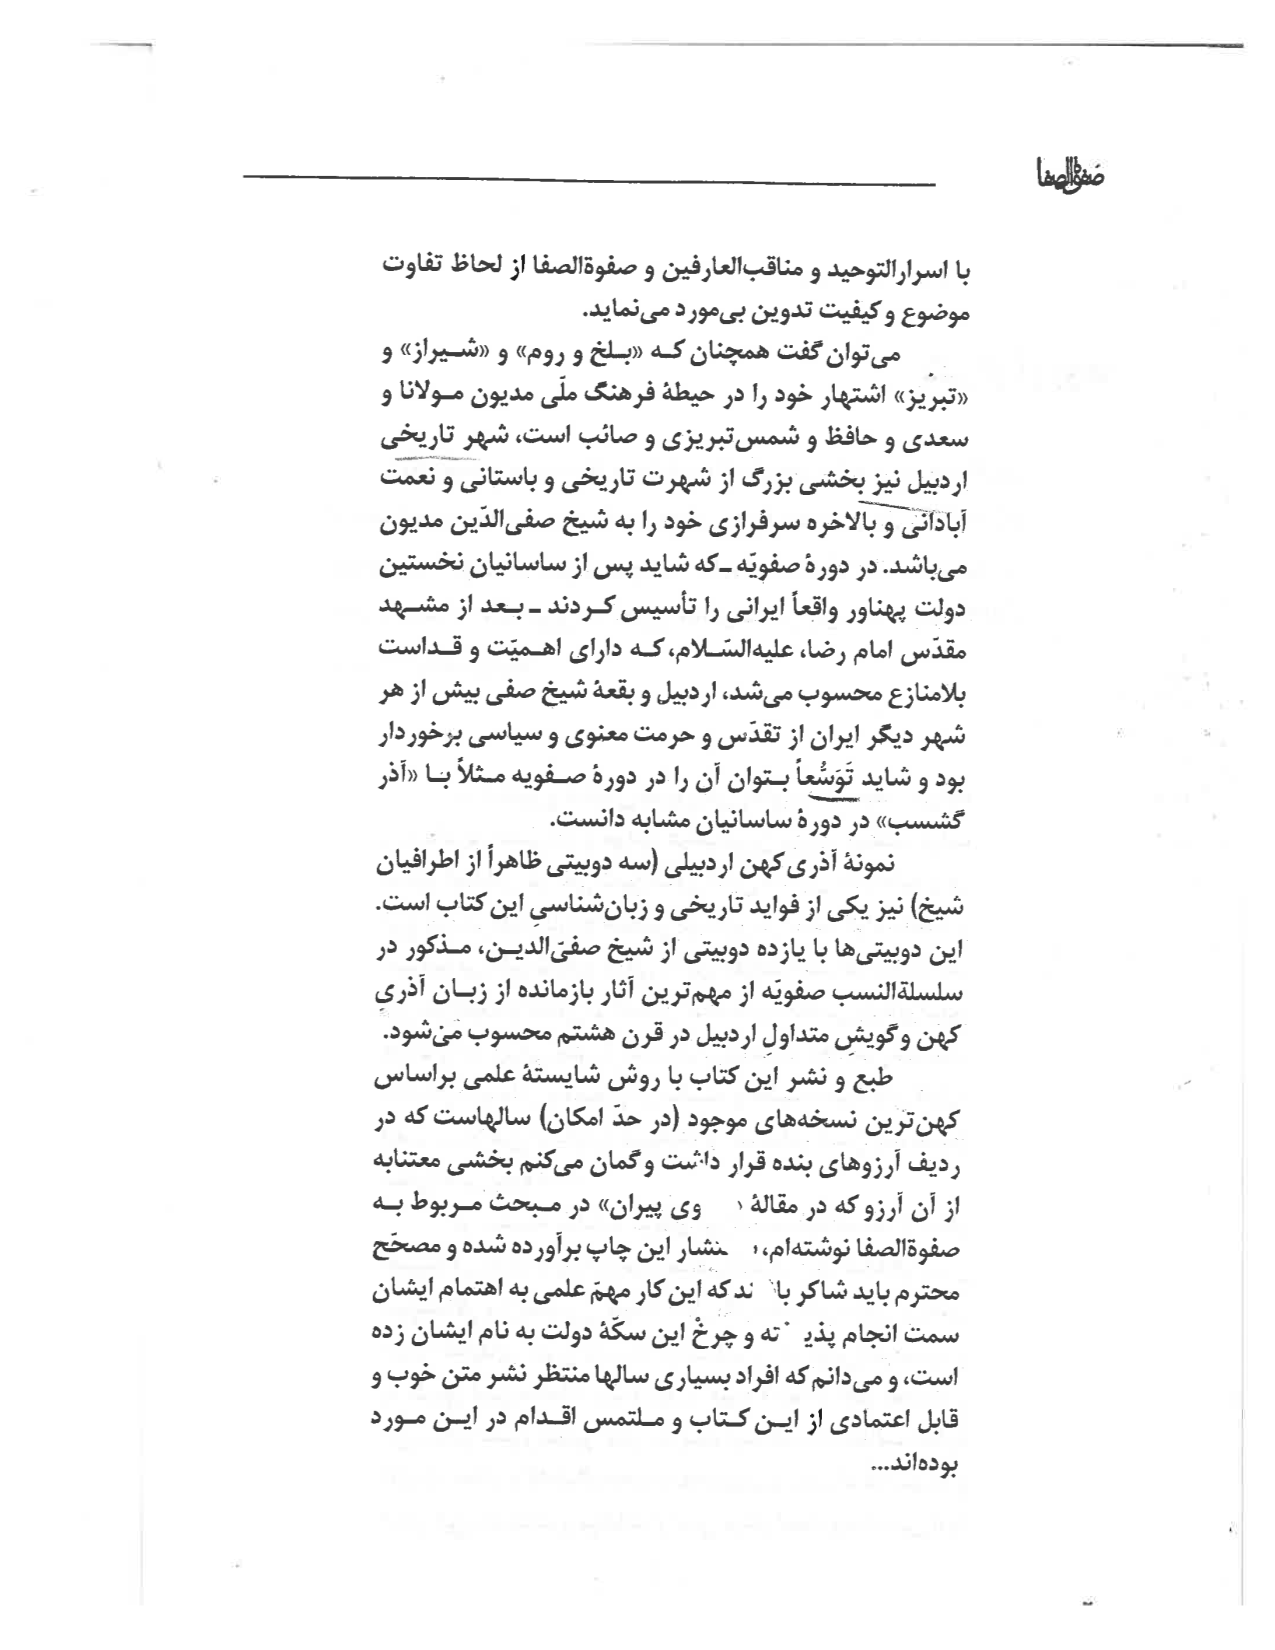 صفوةالصفا
با اسرارالتوحید و مناقب‌العارفین و صفوةالصفا از لحاظ تفاوت
موضوع و کیفیت تدوین بی‌مورد می‌نماید.
می‌توان گفت همچنان کـه «بـلخ و روم» و «شـیراز» و
«تبریز» اشتهار خود را در حیطهٔ فرهنگ ملّی مدیون مـولانا و
سعدی و حافظ و شمس‌تبریزی و صائب است، شهر تاریخی
اردبیل نیز بخشی بزرگ از شهرت تاریخی و باستانی و نعمت
آبادانی و بالاخره سرفرازی خود را به شیخ صفی‌الدّین مدیون
می‌باشد. در دورهٔ صفویّه ـ که شاید پس از ساسانیان نخستین
دولت پهناور واقعاً ایرانی را تأسیس کـردند ـ بـعد از مشـهد
مقدّس امام رضا، علیه‌السّـلام، کـه دارای اهـمیّت و قـداست
بلامنازع محسوب می‌شد، اردبیل و بقعهٔ شیخ صفی بیش از هر
شهر دیگر ایران از تقدّس و حرمت معنوی و سیاسی برخوردار
بود و شاید تَوَسُّعاً بـتوان آن را در دورهٔ صـفویه مـثلاً بـا «آذر
گشسب» در دورهٔ ساسانیان مشابه دانست.
نمونهٔ آذری کهن اردبیلی (سه دوبیتی ظاهراً از اطرافیان
شیخ) نیز یکی از فواید تاریخی و زبان‌شناسیِ این کتاب است.
این دوبیتی‌ها با یازده دوبیتی از شیخ صفیّ‌الدیـن، مـذکور در
سلسلةالنسب صفویّه از مهم‌ترین آثار بازمانده از زبـان آذریِ
کهن و گویشِ متداولِ اردبیل در قرن هشتم محسوب می‌شود.
طبع و نشر این کتاب با روش شایستهٔ علمی براساس
کهن‌ترین نسخه‌های موجود (در حدّ امکان) سالهاست که در
ردیف آرزوهای بنده قرار داشت و گمان می‌کنم بخشی معتنابه
از آن آرزو که در مقالهٔ وی پیران» در مـبحث مـربوط بـه
صفوةالصفا نوشته‌ام، نتشار این چاپ برآورده شده و مصحّح
محترم باید شاکر با ند که این کار مهمّ علمی به اهتمام ایشان
سمت انجام پذیـ ته و چرخْ این سکّهٔ دولت به نام ایشان زده
است، و می‌دانم که افراد بسیاری سالها منتظر نشر متن خوب و
قابل اعتمادی از ایـن کـتاب و مـلتمس اقـدام در ایـن مـورد
بوده‌اند...